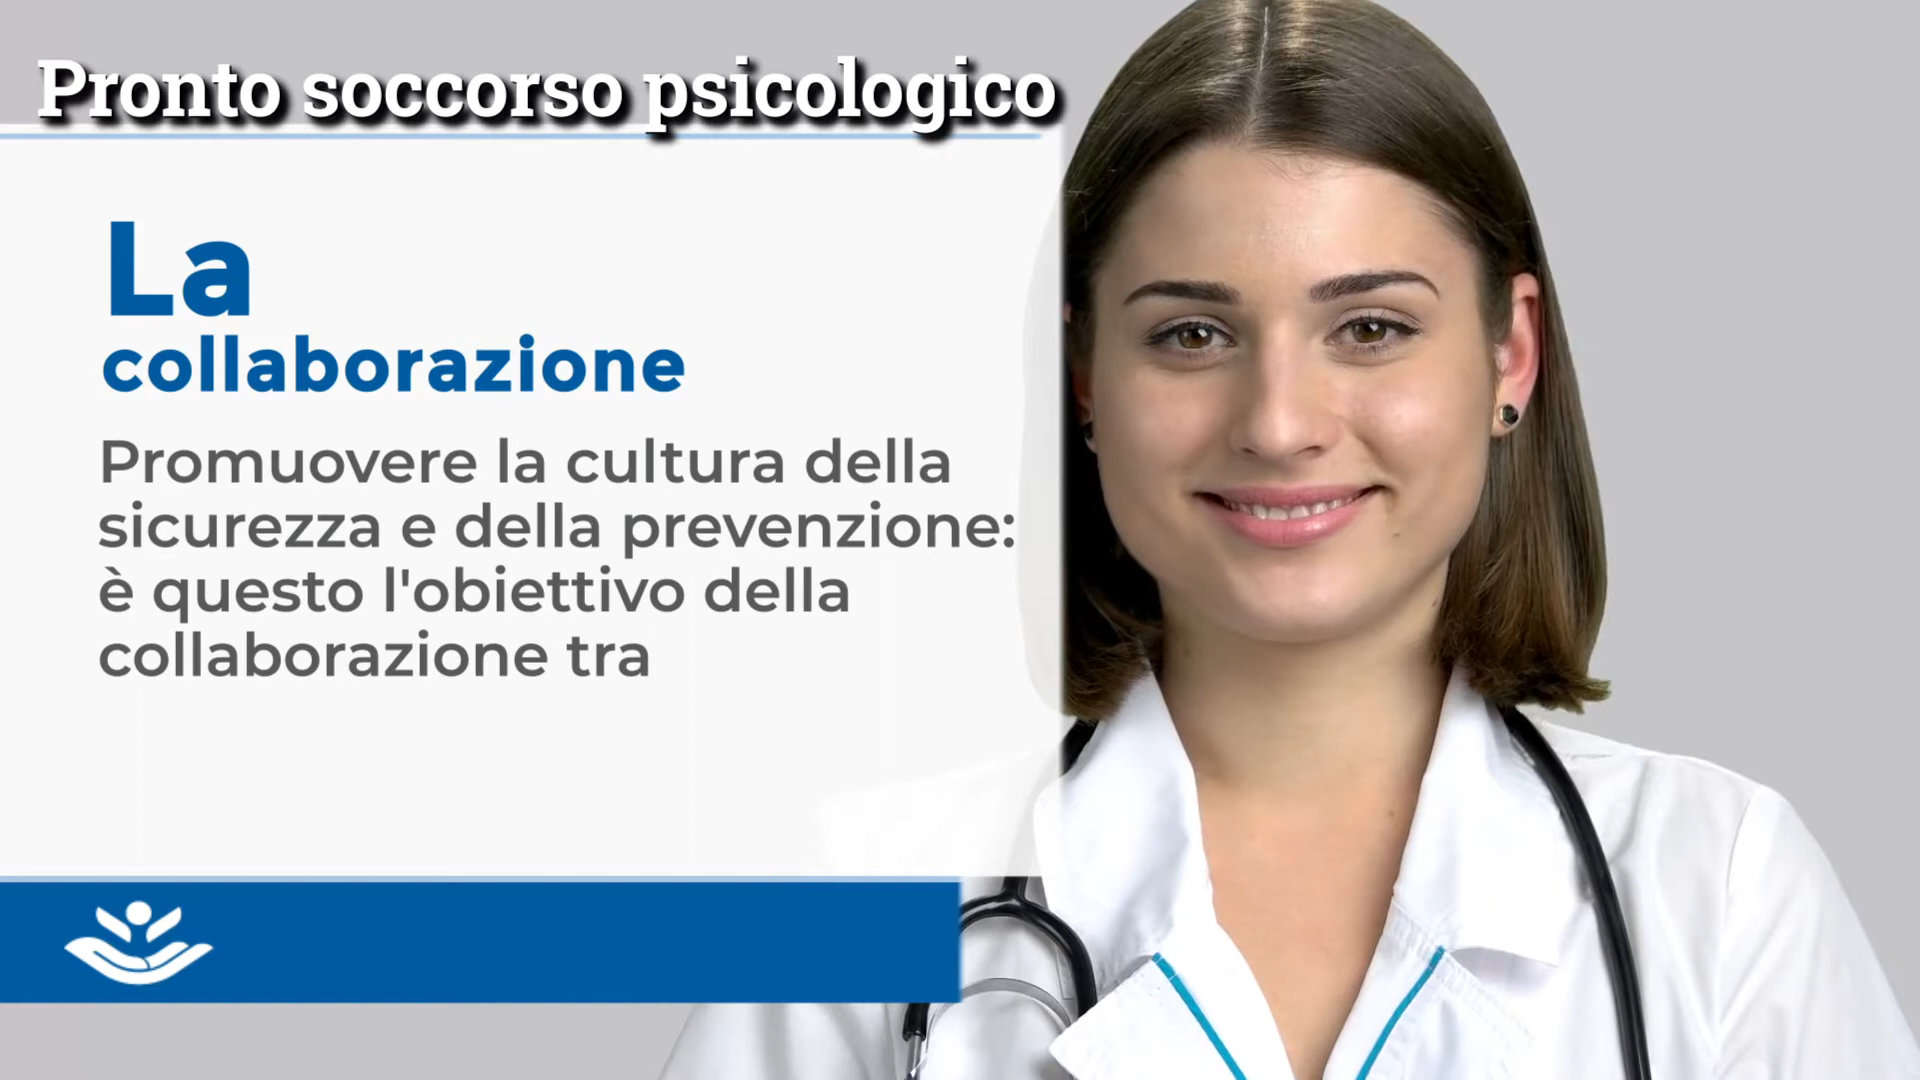 Pronto soccorso psicologico
La
collaborazione
Promuovere la cultura della
sicurezza e della prevenzione:
è questo l'obiettivo della
collaborazione tra